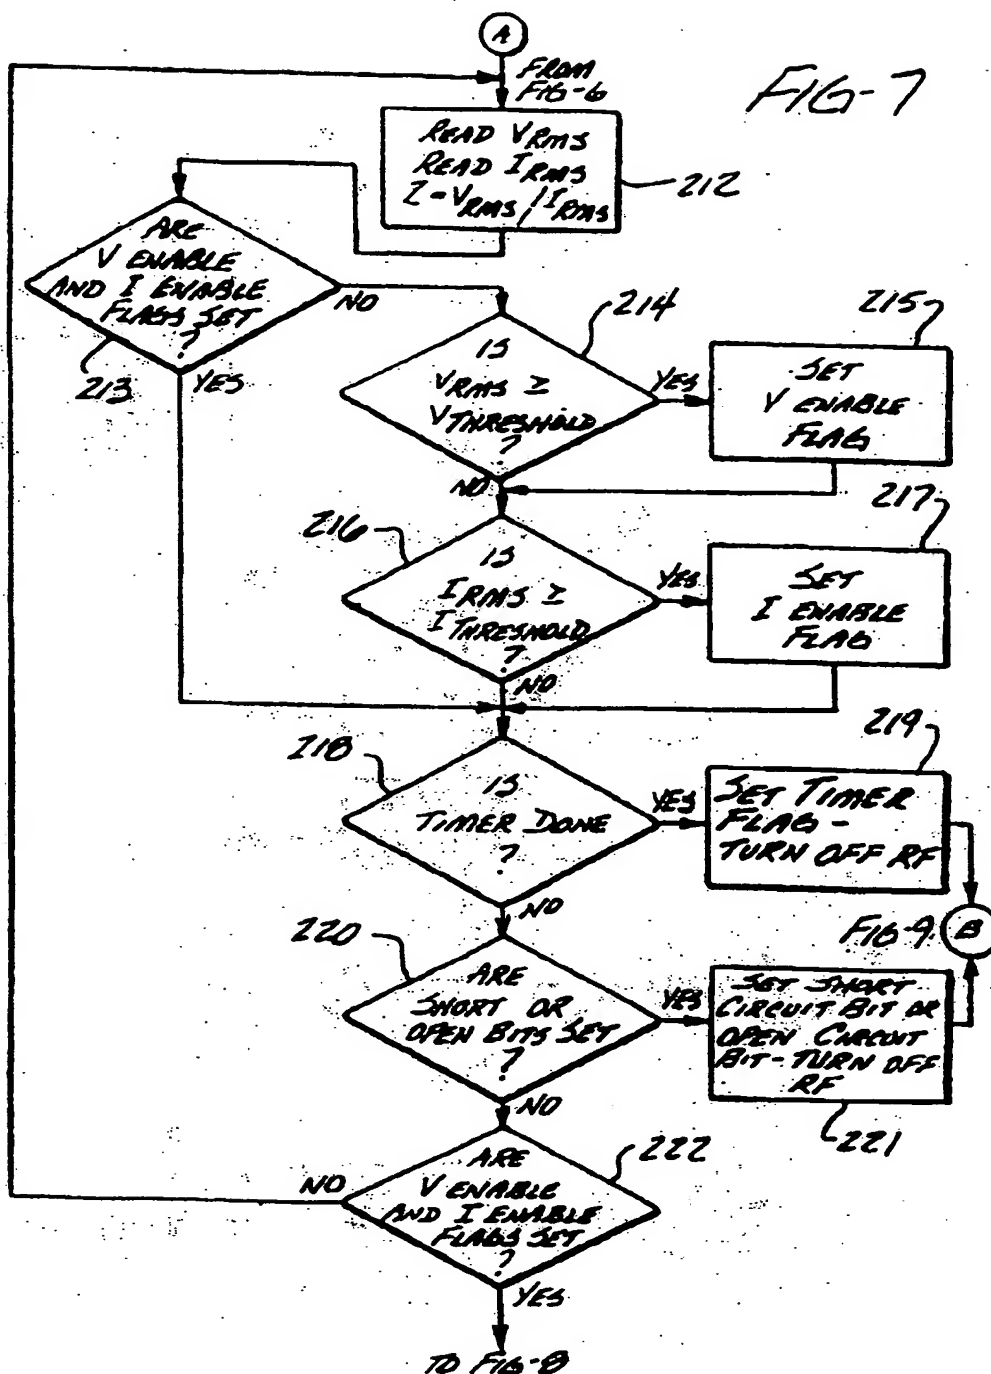 A
FROM
FIG-6
FIG-7
READ VRMS
READ IRMS
Z=VRMS/IRMS
212
ARE
V ENABLE
AND I ENABLE
FLAGS SET
?
213
NO
YES
214
IS
VRMS ≥
VTHRESHOLD
?
YES
NO
215
SET
V ENABLE
FLAG
216
IS
IRMS ≥
ITHRESHOLD
?
YES
NO
217
SET
I ENABLE
FLAG
218
IS
TIMER DONE
?
YES
NO
219
SET TIMER
FLAG -
TURN OFF RF
FIG-9
B
220
ARE
SHORT OR
OPEN BITS SET
?
YES
NO
SET SHORT
CIRCUIT BIT OR
OPEN CIRCUIT
BIT - TURN OFF
RF
221
222
ARE
V ENABLE
AND I ENABLE
FLAGS SET
?
NO
YES
TO FIG-8